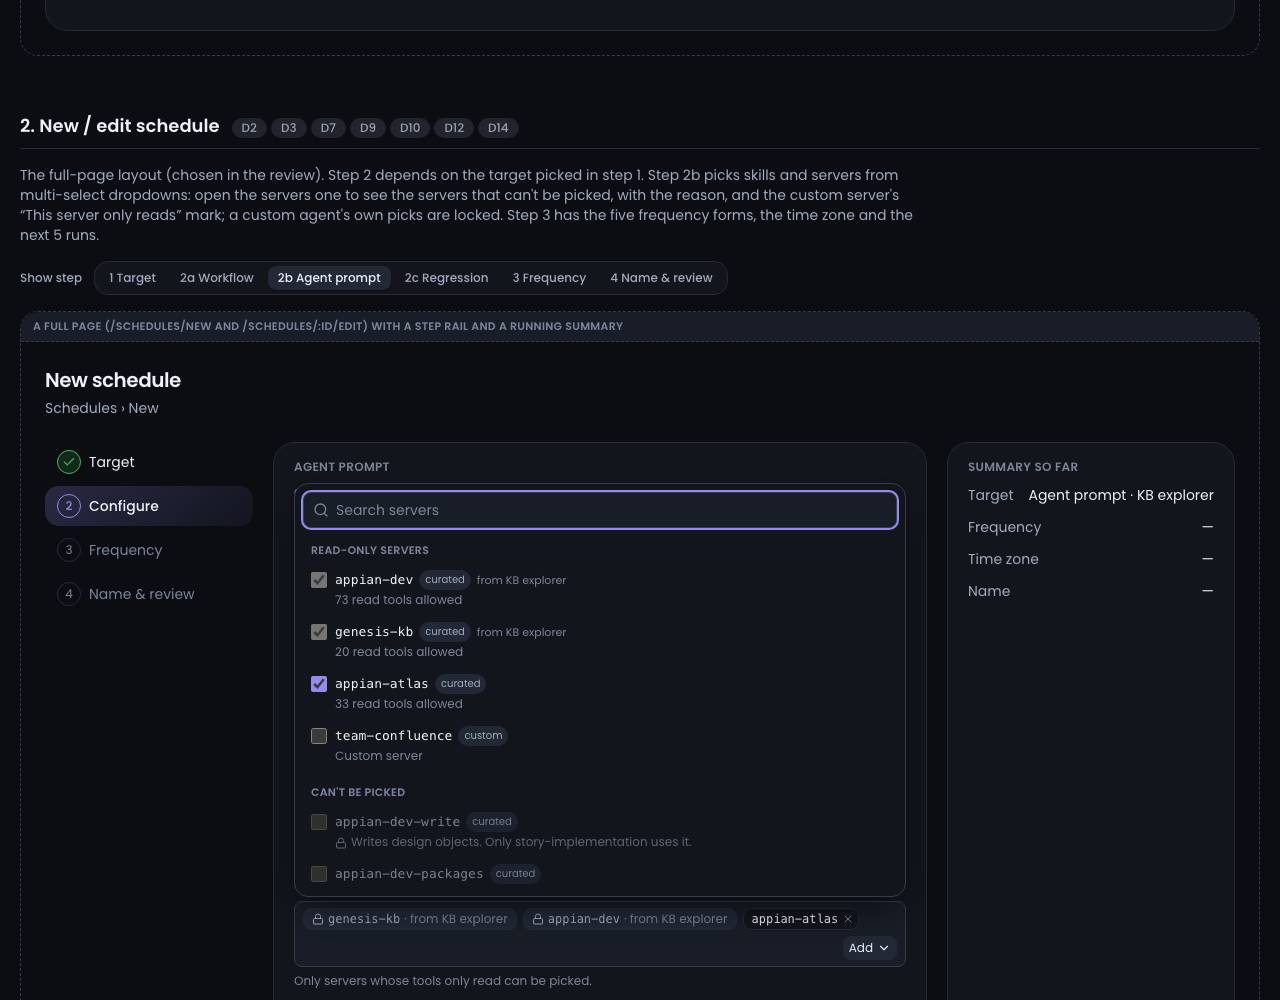 2. New / edit schedule D2 D3 D7 D9 D10 D12 D14
The full-page layout (chosen in the review). Step 2 depends on the target picked in step 1. Step 2b picks skills and servers from
multi-select dropdowns: open the servers one to see the servers that can't be picked, with the reason, and the custom server's
“This server only reads” mark; a custom agent's own picks are locked. Step 3 has the five frequency forms, the time zone and the
next 5 runs.
Show step 1 Target 2a Workflow 2b Agent prompt 2c Regression 3 Frequency 4 Name & review
A FULL PAGE (/SCHEDULES/NEW AND /SCHEDULES/:ID/EDIT) WITH A STEP RAIL AND A RUNNING SUMMARY
New schedule
Schedules › New
Target
2 Configure
3 Frequency
4 Name & review
AGENT PROMPT
Search servers
READ-ONLY SERVERS
appian-dev curated from KB explorer
73 read tools allowed
genesis-kb curated from KB explorer
20 read tools allowed
appian-atlas curated
33 read tools allowed
team-confluence custom
Custom server
CAN'T BE PICKED
appian-dev-write curated
Writes design objects. Only story-implementation uses it.
appian-dev-packages curated
genesis-kb · from KB explorer appian-dev · from KB explorer appian-atlas ×
Add
Only servers whose tools only read can be picked.
SUMMARY SO FAR
Target Agent prompt · KB explorer
Frequency —
Time zone —
Name —